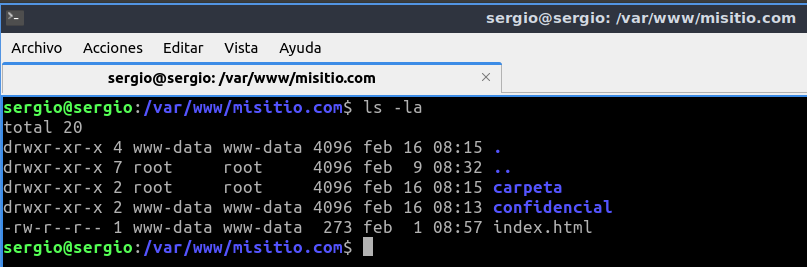 sergio@sergio: /var/www/misitio.com
Archivo Acciones Editar Vista Ayuda
sergio@sergio: /var/www/misitio.com
sergio@sergio:/var/www/misitio.com$ ls -la
total 20
drwxr-xr-x 4 www-data www-data 4096 feb 16 08:15 .
drwxr-xr-x 7 root     root     4096 feb  9 08:32 ..
drwxr-xr-x 2 root     root     4096 feb 16 08:15 carpeta
drwxr-xr-x 2 www-data www-data 4096 feb 16 08:13 confidencial
-rw-r--r-- 1 www-data www-data  273 feb  1 08:57 index.html
sergio@sergio:/var/www/misitio.com$